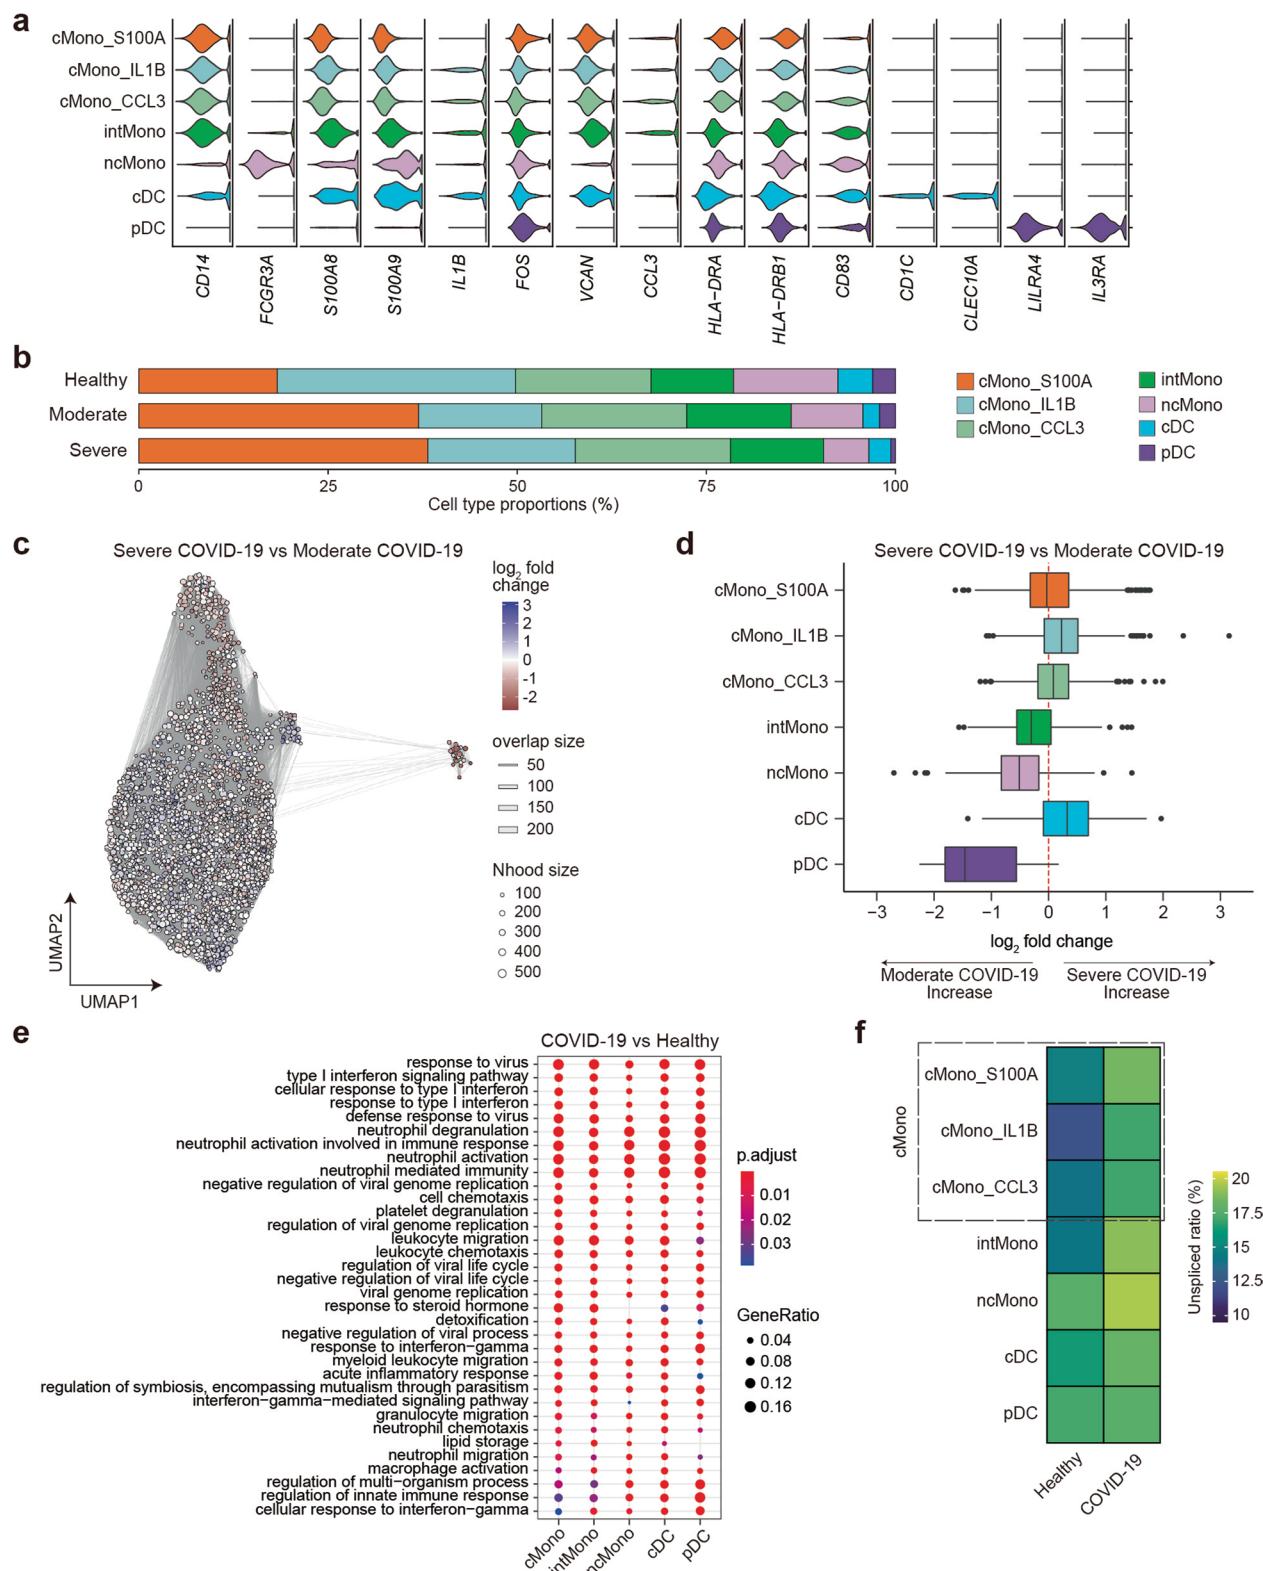 a
cMono_S100A
cMono_IL1B
cMono_CCL3
intMono
ncMono
cDC
pDC
CD14
FCGR3A
S100A8
S100A9
IL1B
FOS
VCAN
CCL3
HLA−DRA
HLA−DRB1
CD83
CD1C
CLEC10A
LILRA4
IL3RA
b
Healthy
Moderate
Severe
0 25 50 75 100
Cell type proportions (%)
cMono_S100A
cMono_IL1B
cMono_CCL3
intMono
ncMono
cDC
pDC
c
Severe COVID-19 vs Moderate COVID-19
log2 fold
change
3
2
1
0
-1
-2
overlap size
50
100
150
200
Nhood size
100
200
300
400
500
UMAP2
UMAP1
d
Severe COVID-19 vs Moderate COVID-19
cMono_S100A
cMono_IL1B
cMono_CCL3
intMono
ncMono
cDC
pDC
−3 −2 −1 0 1 2 3
log2 fold change
Moderate COVID-19
Increase
Severe COVID-19
Increase
e
COVID-19 vs Healthy
response to virus
type I interferon signaling pathway
cellular response to type I interferon
response to type I interferon
defense response to virus
neutrophil degranulation
neutrophil activation involved in immune response
neutrophil activation
neutrophil mediated immunity
negative regulation of viral genome replication
cell chemotaxis
platelet degranulation
regulation of viral genome replication
leukocyte migration
leukocyte chemotaxis
regulation of viral life cycle
negative regulation of viral life cycle
viral genome replication
response to steroid hormone
detoxification
negative regulation of viral process
response to interferon−gamma
myeloid leukocyte migration
acute inflammatory response
regulation of symbiosis, encompassing mutualism through parasitism
interferon−gamma−mediated signaling pathway
granulocyte migration
neutrophil chemotaxis
lipid storage
neutrophil migration
macrophage activation
regulation of multi−organism process
regulation of innate immune response
cellular response to interferon−gamma
cMono
intMono
ncMono
cDC
pDC
p.adjust
0.01
0.02
0.03
GeneRatio
0.04
0.08
0.12
0.16
f
cMono
cMono_S100A
cMono_IL1B
cMono_CCL3
intMono
ncMono
cDC
pDC
Healthy
COVID-19
Unspliced ratio (%)
20
17.5
15
12.5
10